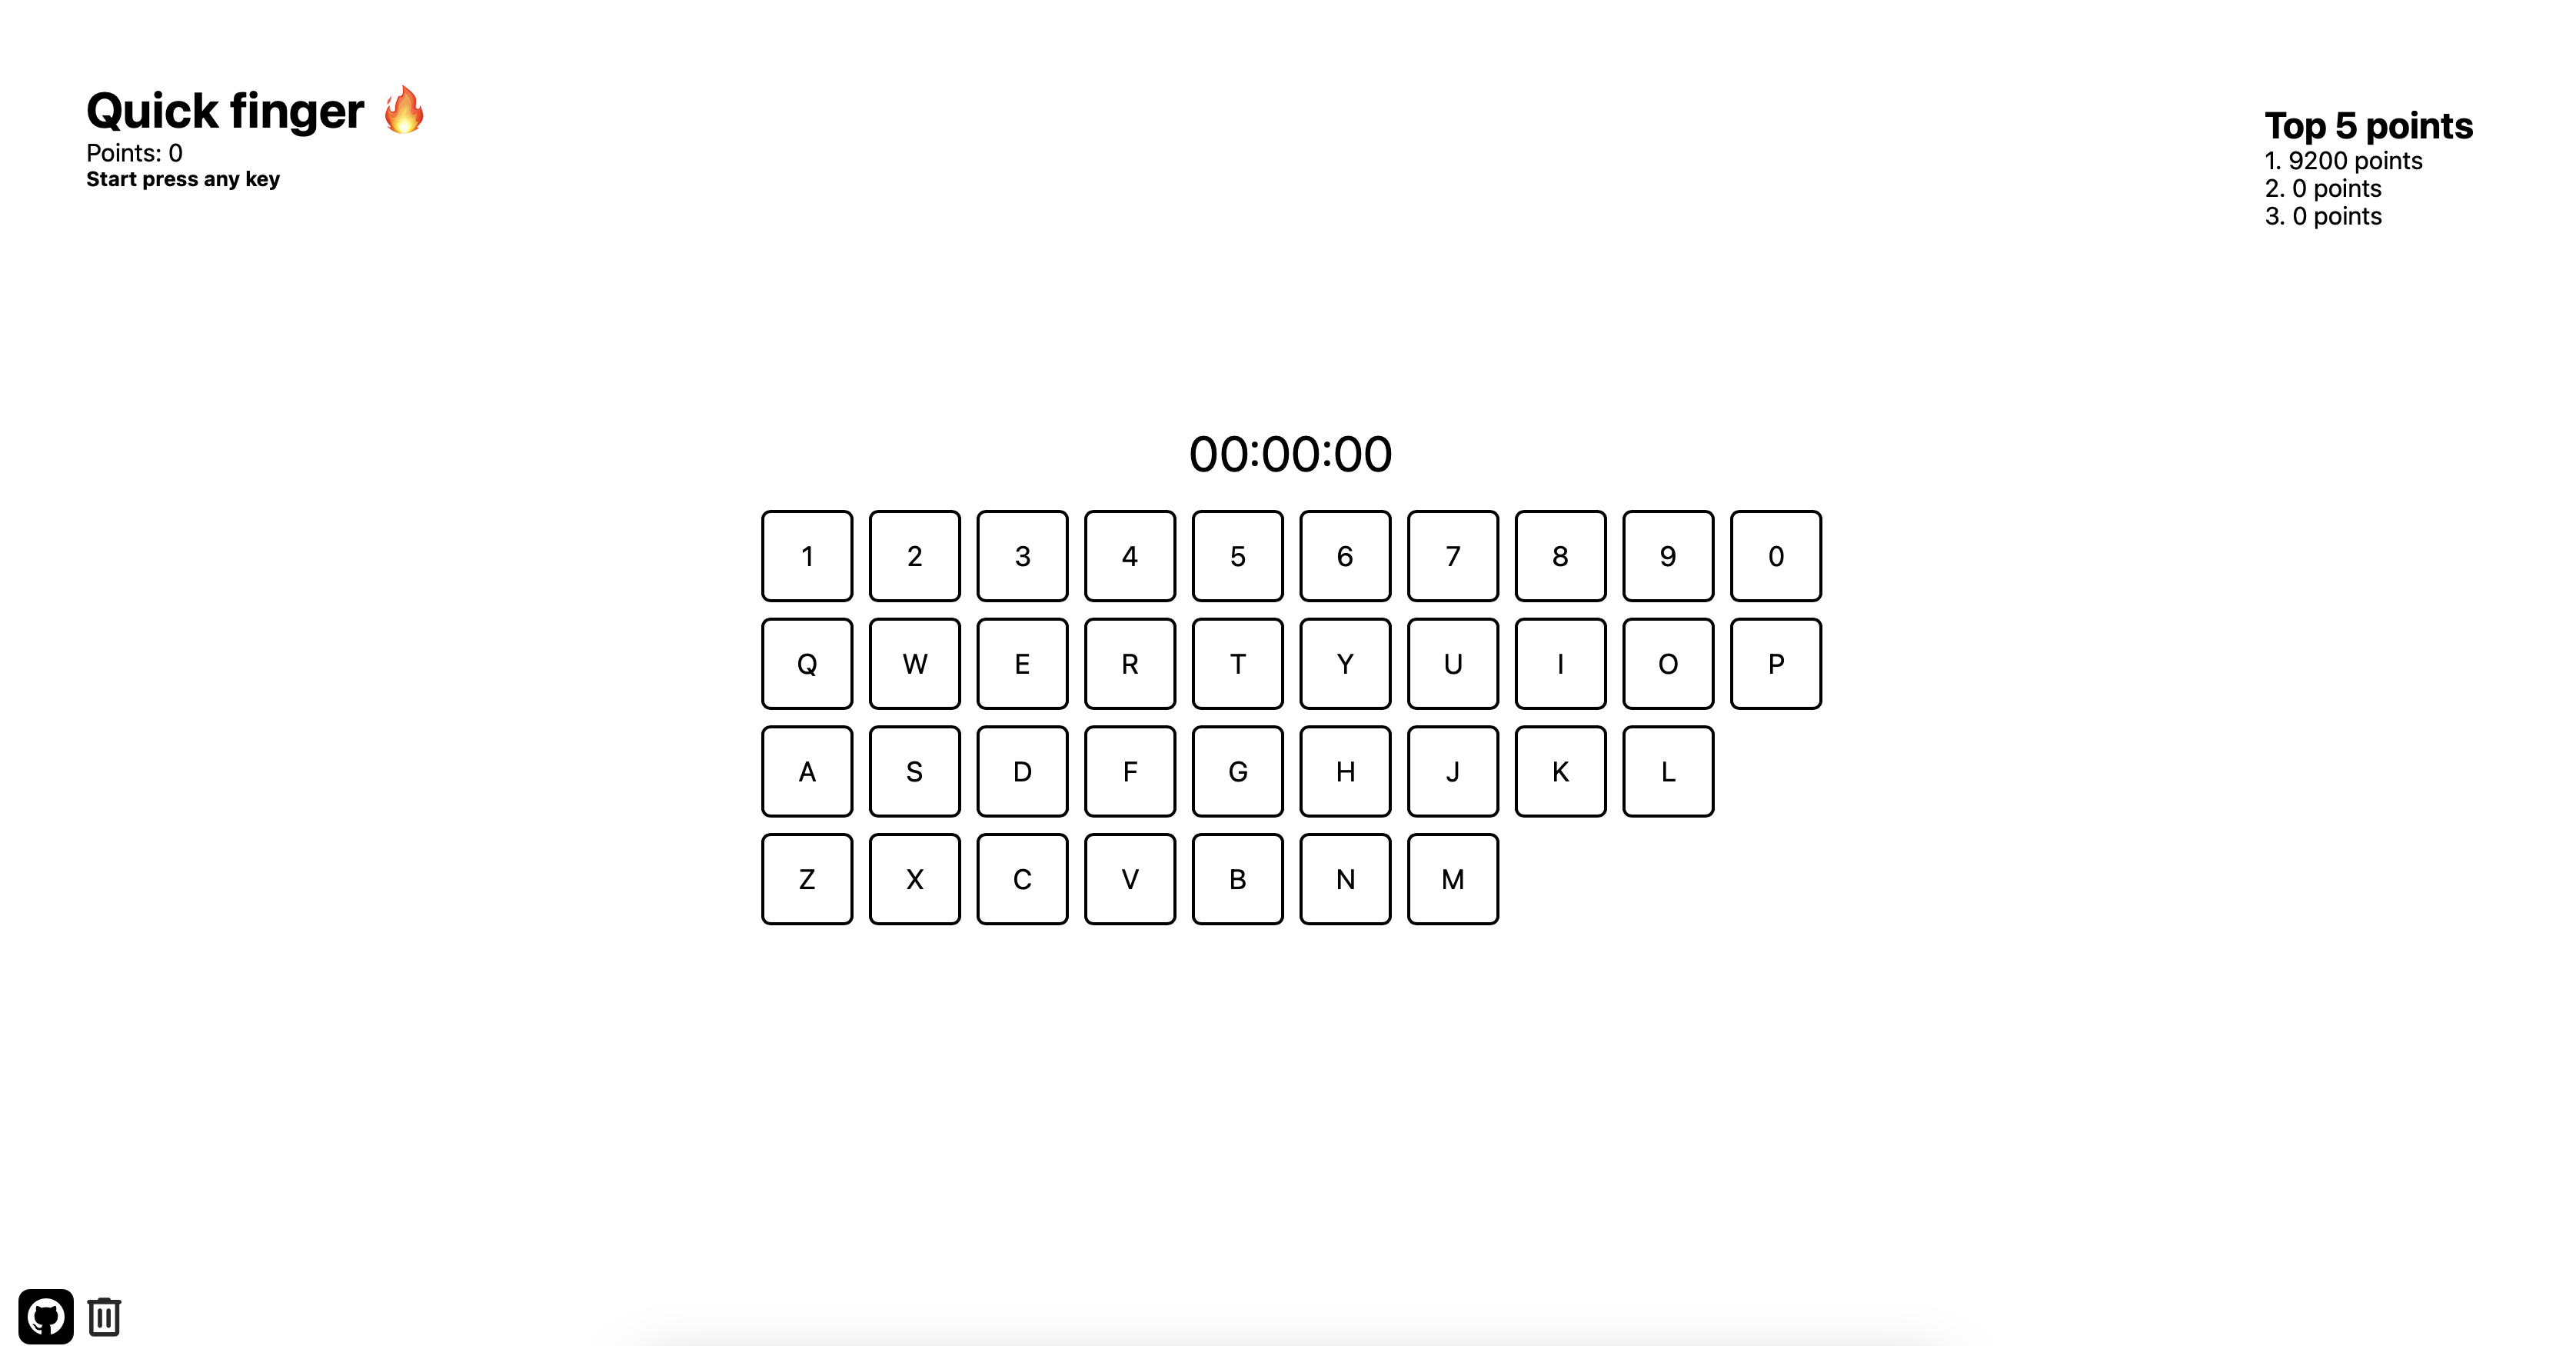 Quick finger 🔥
Points: 0
Start press any key
Top 5 points
1. 9200 points
2. 0 points
3. 0 points
00:00:00
1 2 3 4 5 6 7 8 9 0
Q W E R T Y U I O P
A S D F G H J K L
Z X C V B N M